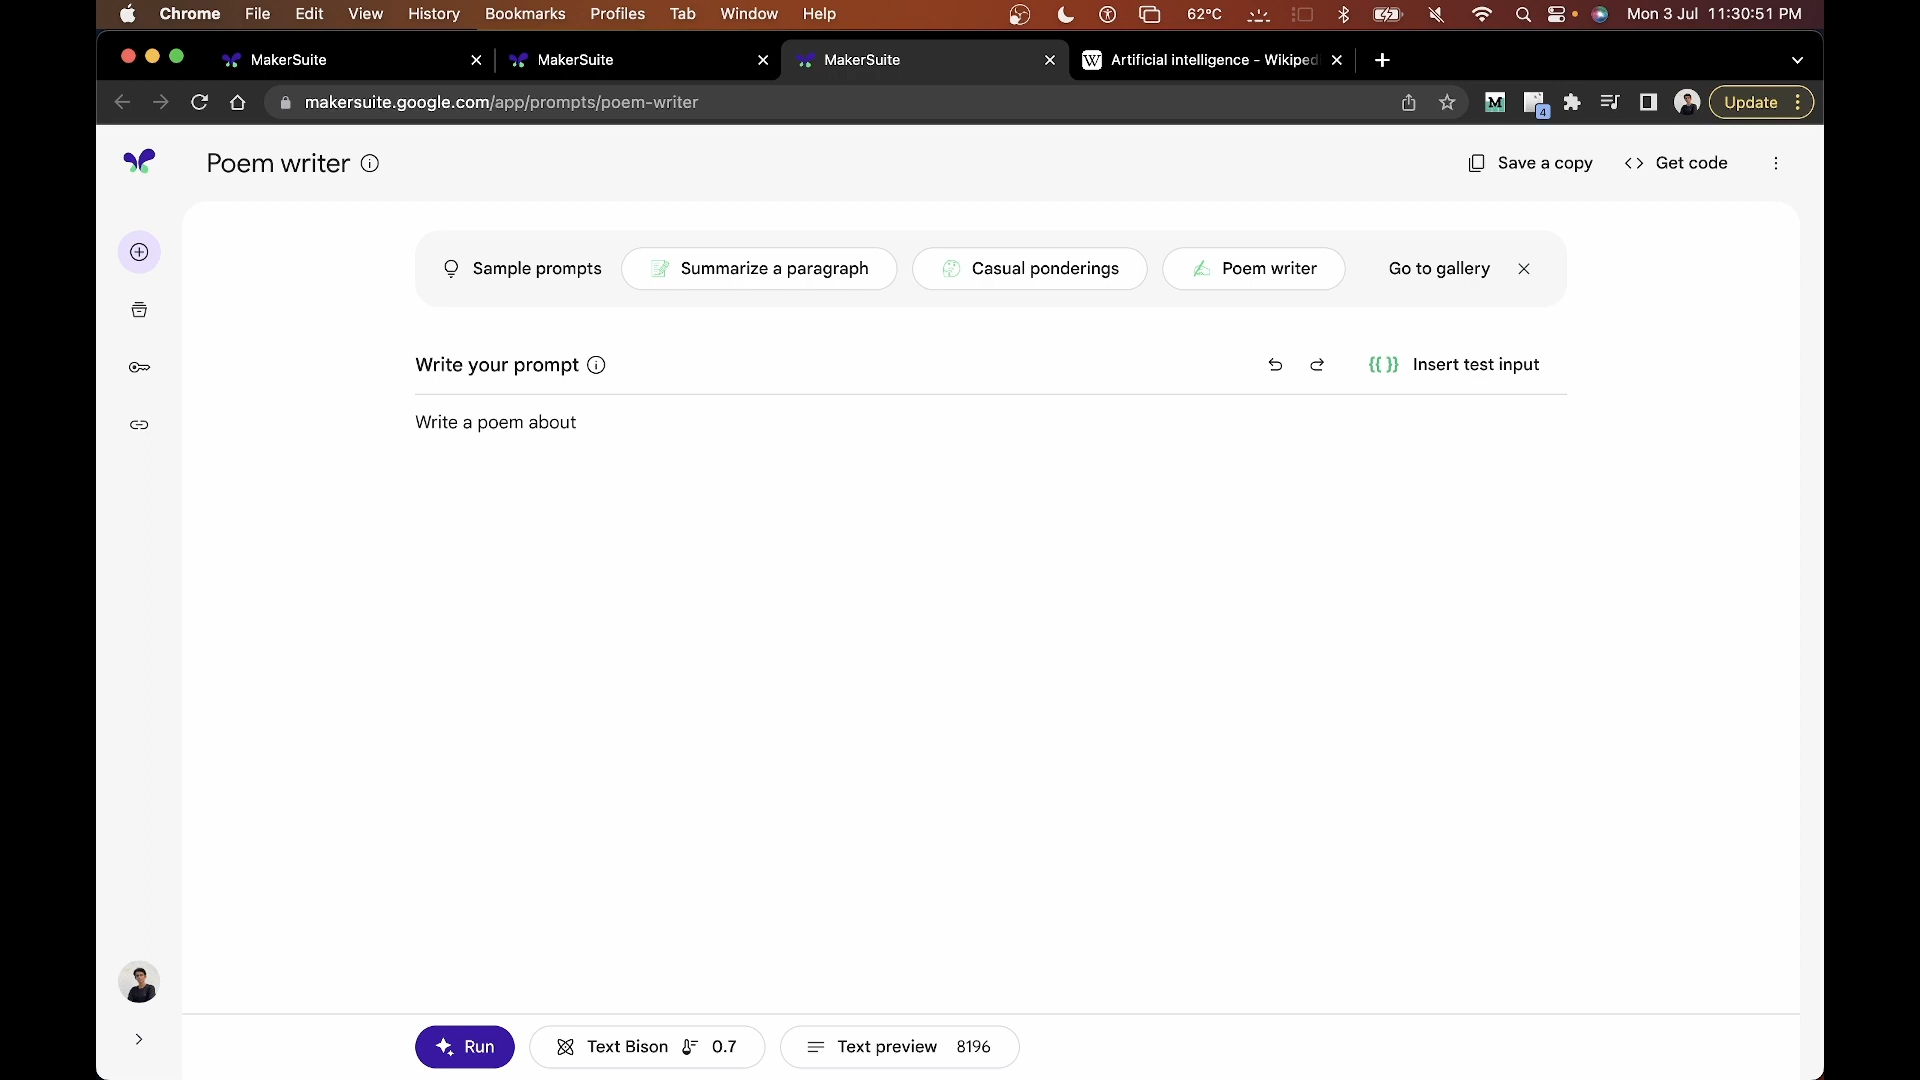 Chrome File Edit View History Bookmarks Profiles Tab Window Help 62°C Mon 3 Jul 11:30:51 PM
MakerSuite MakerSuite MakerSuite W Artificial intelligence - Wikiped
makersuite.google.com/app/prompts/poem-writer M 4 Update
Poem writer Save a copy <> Get code
Sample prompts Summarize a paragraph Casual ponderings Poem writer Go to gallery
Write your prompt {{ }} Insert test input
Write a poem about
Run Text Bison 0.7 Text preview 8196